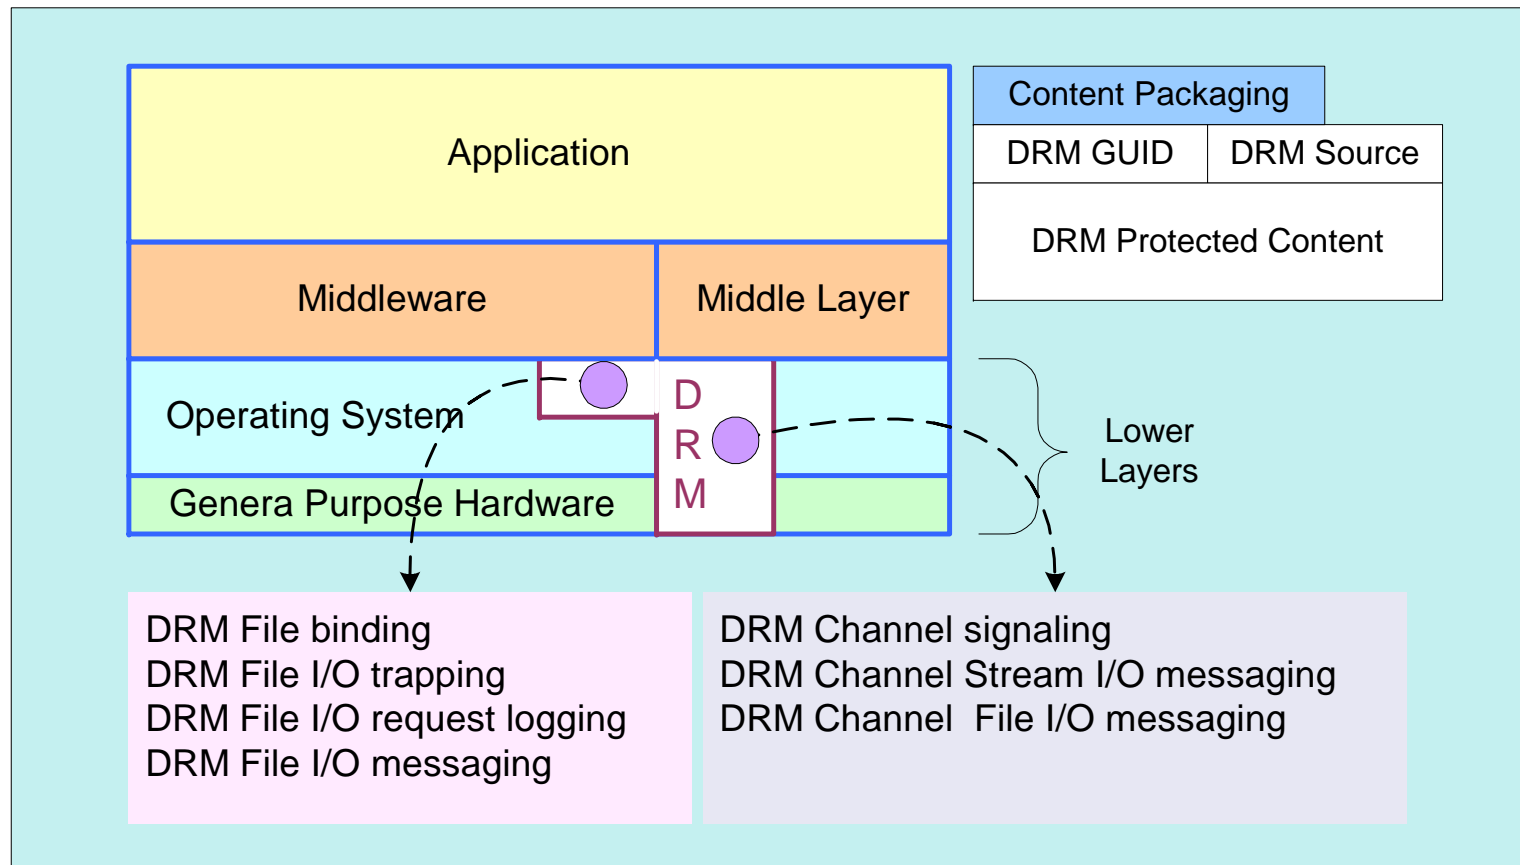 Application
Content Packaging
DRM GUID
DRM Source
DRM Protected Content
Middleware
Middle Layer
Operating System
D
R
M
Genera Purpose Hardware
Lower
Layers
DRM File binding
DRM File I/O trapping
DRM File I/O request logging
DRM File I/O messaging
DRM Channel signaling
DRM Channel Stream I/O messaging
DRM Channel  File I/O messaging